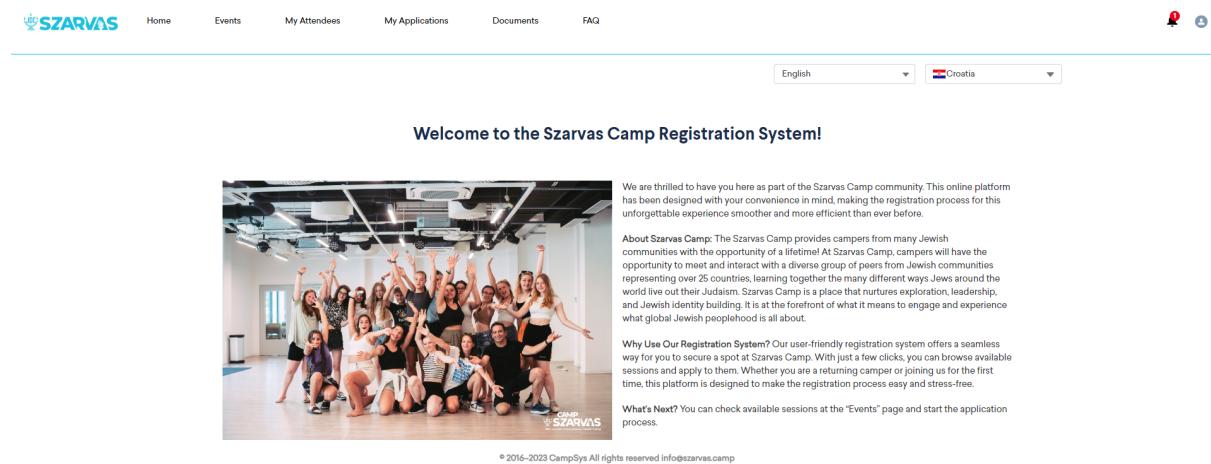 SZARVAS
Home
Events
My Attendees
My Applications
Documents
FAQ
1
English
Croatia
Welcome to the Szarvas Camp Registration System!
We are thrilled to have you here as part of the Szarvas Camp community. This online platform
has been designed with your convenience in mind, making the registration process for this
unforgettable experience smoother and more efficient than ever before.
About Szarvas Camp: The Szarvas Camp provides campers from many Jewish
communities with the opportunity of a lifetime! At Szarvas Camp, campers will have the
opportunity to meet and interact with a diverse group of peers from Jewish communities
representing over 25 countries, learning together the many different ways Jews around the
world live out their Judaism. Szarvas Camp is a place that nurtures exploration, leadership,
and Jewish identity building. It is at the forefront of what it means to engage and experience
what global Jewish peoplehood is all about.
Why Use Our Registration System? Our user-friendly registration system offers a seamless
way for you to secure a spot at Szarvas Camp. With just a few clicks, you can browse available
sessions and apply to them. Whether you are a returning camper or joining us for the first
time, this platform is designed to make the registration process easy and stress-free.
What's Next? You can check available sessions at the “Events” page and start the application
process.
CAMP
SZARVAS
© 2016–2023 CampSys All rights reserved info@szarvas.camp